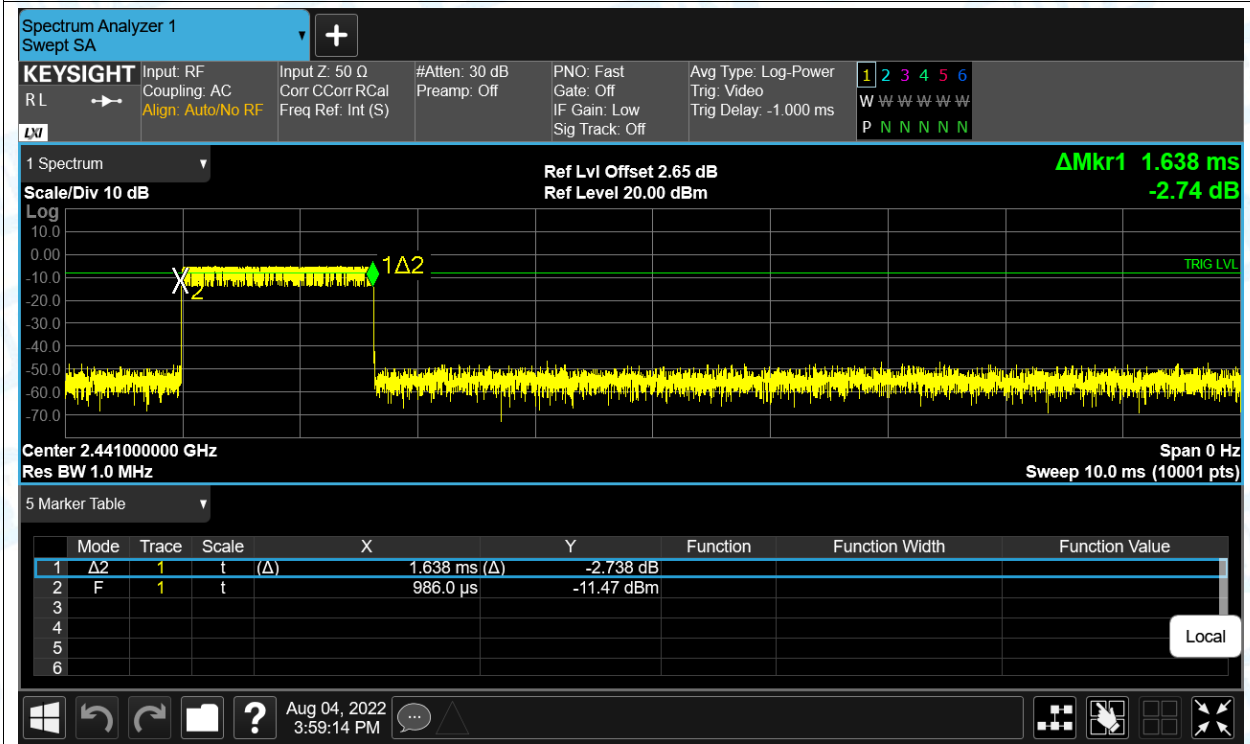 Spectrum Analyzer 1
Swept SA
+
KEYSIGHT
R L
LXI
Input: RF
Coupling: AC
Align: Auto/No RF
Input Z: 50 Ω
Corr CCorr RCal
Freq Ref: Int (S)
#Atten: 30 dB
Preamp: Off
PNO: Fast
Gate: Off
IF Gain: Low
Sig Track: Off
Avg Type: Log-Power
Trig: Video
Trig Delay: -1.000 ms
1 2 3 4 5 6
W W W W W W
P N N N N N
1 Spectrum
Scale/Div 10 dB
Ref Lvl Offset 2.65 dB
Ref Level 20.00 dBm
ΔMkr1 1.638 ms
-2.74 dB
Log
10.0
0.00
-10.0
-20.0
-30.0
-40.0
-50.0
-60.0
-70.0
X
2
1Δ2
TRIG LVL
Center 2.441000000 GHz
Res BW 1.0 MHz
Span 0 Hz
Sweep 10.0 ms (10001 pts)
5 Marker Table
Mode Trace Scale X Y Function Function Width Function Value
1 Δ2 1 t (Δ) 1.638 ms (Δ) -2.738 dB
2 F 1 t 986.0 µs -11.47 dBm
3
4
5
6
Local
?
Aug 04, 2022
3:59:14 PM